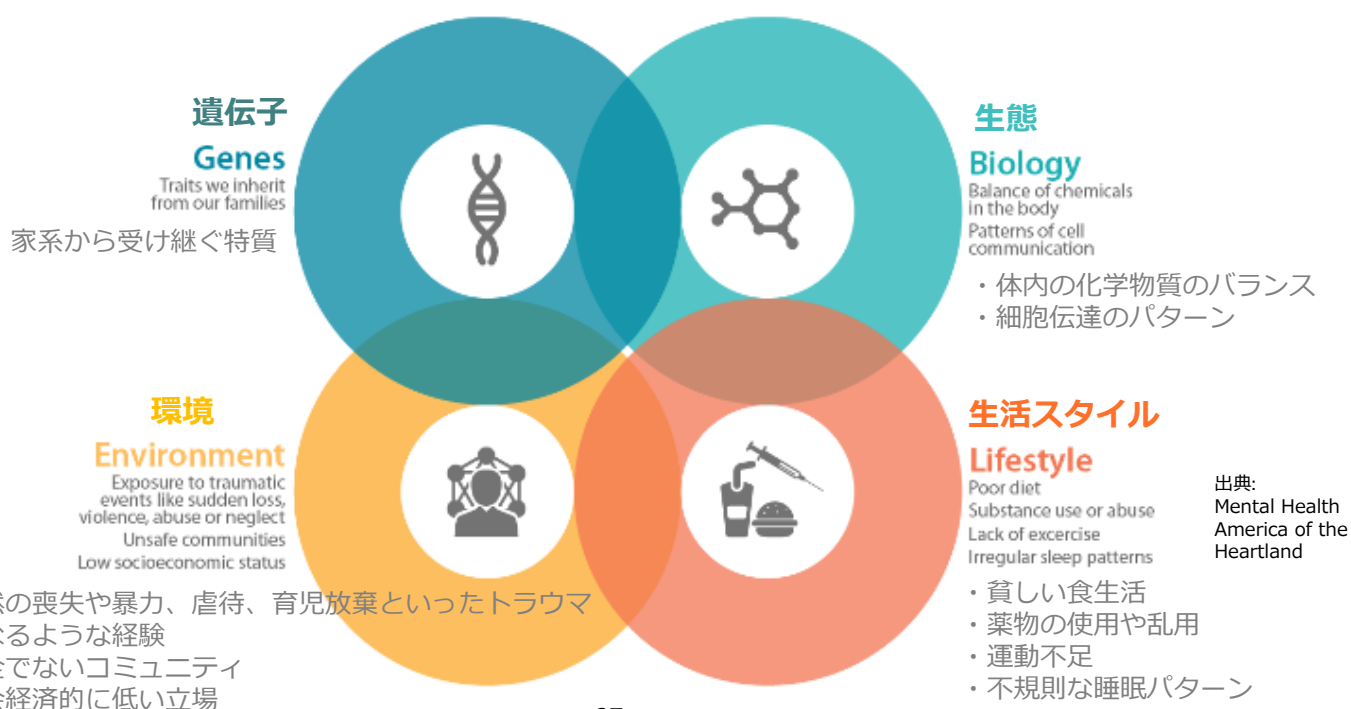 遺伝子
Genes
Traits we inherit
from our families
家系から受け継ぐ特質
生態
Biology
Balance of chemicals
in the body
Patterns of cell
communication
・体内の化学物質のバランス
・細胞伝達のパターン
環境
Environment
Exposure to traumatic
events like sudden loss,
violence, abuse or neglect
Unsafe communities
Low socioeconomic status
の喪失や暴力、虐待、育児放棄といったトラウマ
なるような経験
でないコミュニティ
経済的に低い立場
生活スタイル
Lifestyle
Poor diet
Substance use or abuse
Lack of excercise
Irregular sleep patterns
・貧しい食生活
・薬物の使用や乱用
・運動不足
・不規則な睡眠パターン
出典:
Mental Health
America of the
Heartland